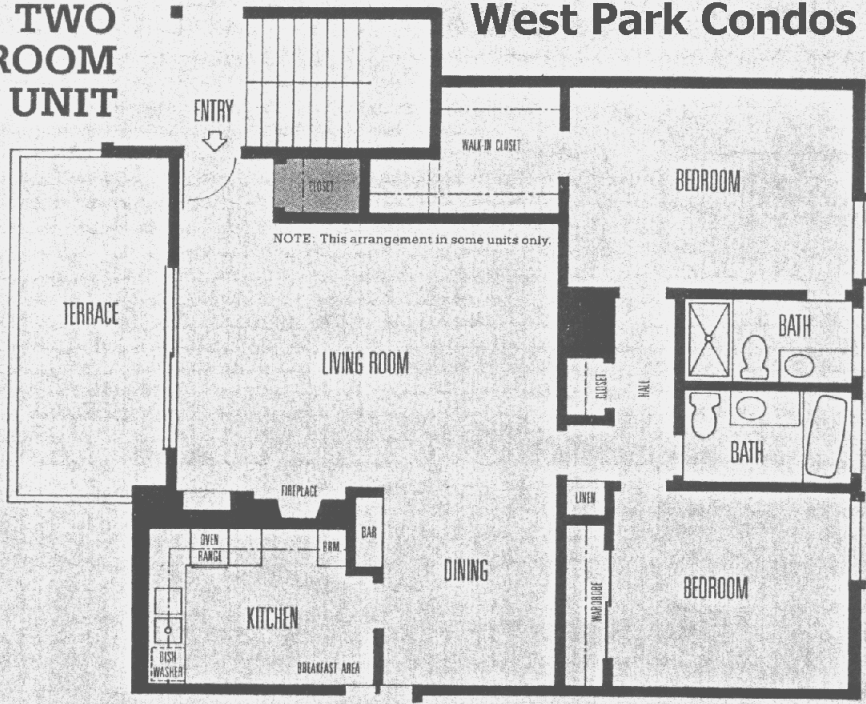 West Park Condos
TWO
ROOM
UNIT
ENTRY
WALK-IN CLOSET
CLOSET
BEDROOM
NOTE: This arrangement in some units only.
TERRACE
LIVING ROOM
BATH
CLOSET
HALL
BATH
FIREPLACE
LINEN
OVEN
RANGE
BRM.
BAR
DINING
WARDROBE
BEDROOM
KITCHEN
DISH
WASHER
BREAKFAST AREA